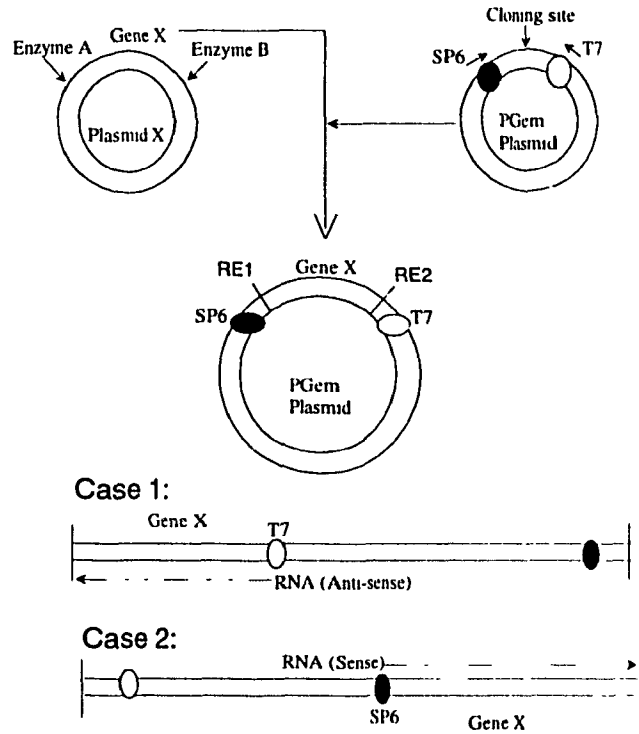 Gene X
Enzyme A
Enzyme B
Plasmid X
Cloning site
SP6
T7
PGem
Plasmid
Gene X
RE1
RE2
SP6
T7
PGem
Plasmid
Case 1:
Gene X
T7
RNA (Anti-sense)
Case 2:
RNA (Sense)
SP6
Gene X